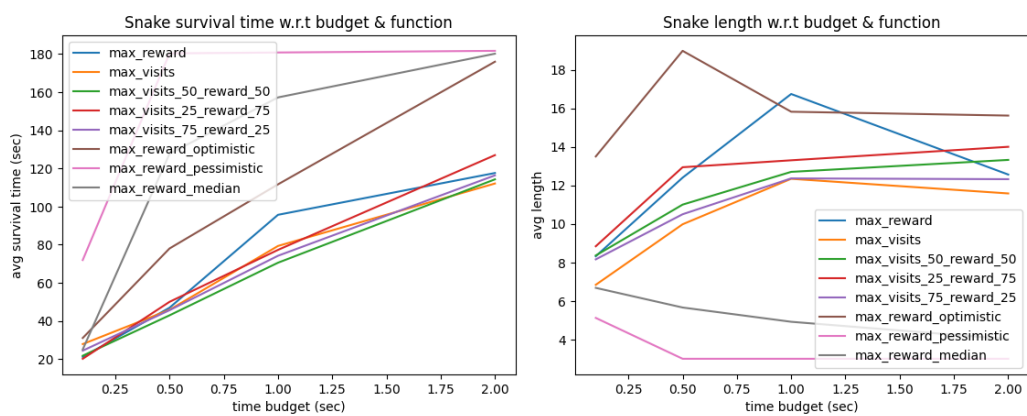 Snake survival time w.r.t budget & function
avg survival time (sec)
180
160
140
120
100
80
60
40
20
max_reward
max_visits
max_visits_50_reward_50
max_visits_25_reward_75
max_visits_75_reward_25
max_reward_optimistic
max_reward_pessimistic
max_reward_median
0.25 0.50 0.75 1.00 1.25 1.50 1.75 2.00
time budget (sec)
Snake length w.r.t budget & function
avg length
18
16
14
12
10
8
6
4
max_reward
max_visits
max_visits_50_reward_50
max_visits_25_reward_75
max_visits_75_reward_25
max_reward_optimistic
max_reward_pessimistic
max_reward_median
0.25 0.50 0.75 1.00 1.25 1.50 1.75 2.00
time budget (sec)